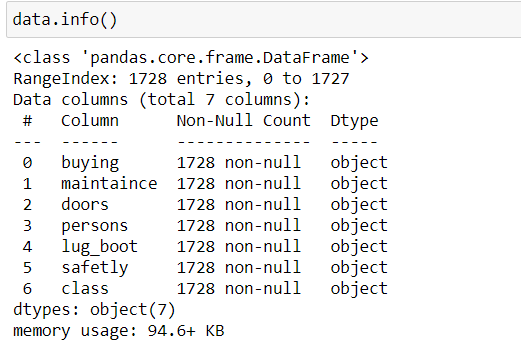 data.info()
<class 'pandas.core.frame.DataFrame'>
RangeIndex: 1728 entries, 0 to 1727
Data columns (total 7 columns):
 #   Column      Non-Null Count  Dtype
---  ------      --------------  -----
 0   buying      1728 non-null   object
 1   maintaince  1728 non-null   object
 2   doors       1728 non-null   object
 3   persons     1728 non-null   object
 4   lug_boot    1728 non-null   object
 5   safetly     1728 non-null   object
 6   class       1728 non-null   object
dtypes: object(7)
memory usage: 94.6+ KB